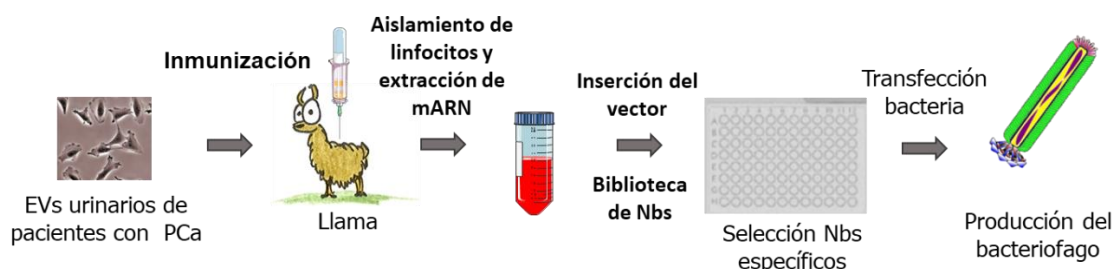 EVs urinarios de
pacientes con PCa
Inmunización
Llama
Aislamiento de
linfocitos y
extracción de
mARN
Inserción del
vector
Biblioteca
de Nbs
Selección Nbs
específicos
Transfección
bacteria
Producción del
bacteriofago